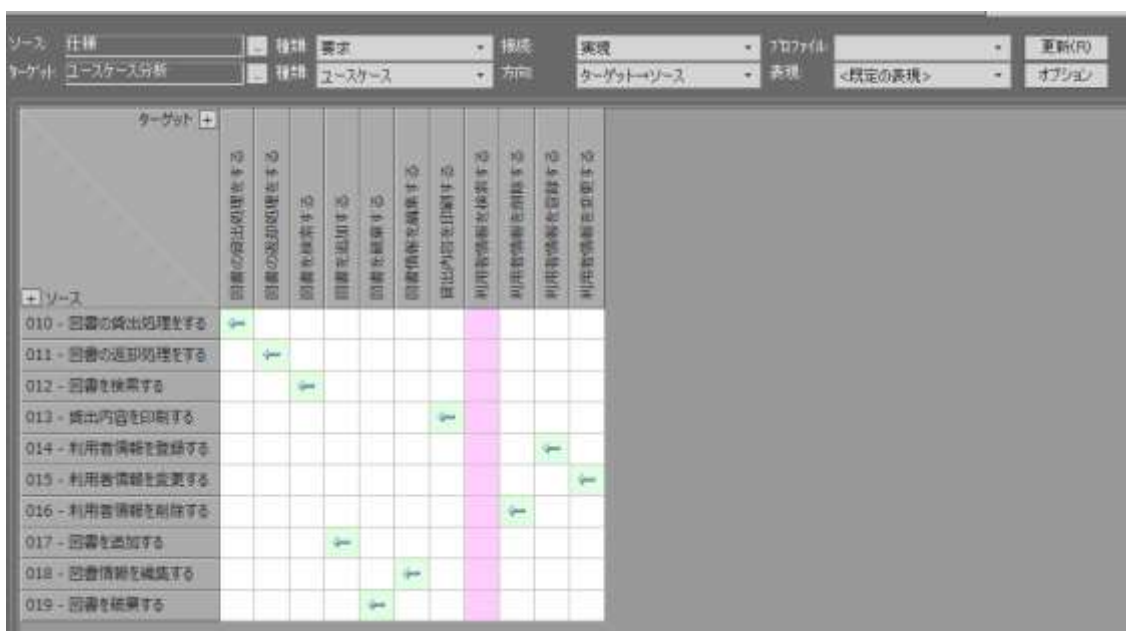 ソース 仕様 ... 種類 要求 接続 実現 プロファイル 更新(R)
ターゲット ユースケース分析 ... 種類 ユースケース 方向 ターゲット→ソース 表現 <既定の表現> オプション
ターゲット +
図書の貸出処理をする
図書の返却処理をする
図書を検索する
図書を追加する
図書を破棄する
図書情報を編集する
貸出内容を印刷する
利用者情報を検索する
利用者情報を削除する
利用者情報を登録する
利用者情報を変更する
+ ソース
010 - 図書の貸出処理をする
011 - 図書の返却処理をする
012 - 図書を検索する
013 - 貸出内容を印刷する
014 - 利用者情報を登録する
015 - 利用者情報を変更する
016 - 利用者情報を削除する
017 - 図書を追加する
018 - 図書情報を編集する
019 - 図書を破棄する